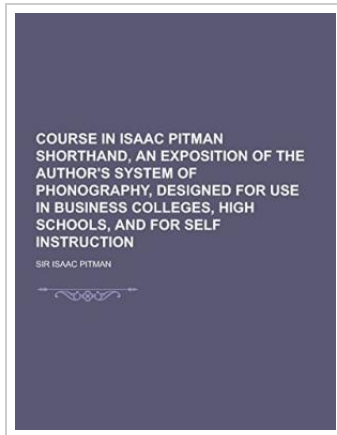 COURSE IN ISAAC PITMAN
SHORTHAND, AN EXPOSITION OF THE
AUTHOR'S SYSTEM OF
PHONOGRAPHY, DESIGNED FOR USE
IN BUSINESS COLLEGES, HIGH
SCHOOLS, AND FOR SELF
INSTRUCTION
SIR ISAAC PITMAN